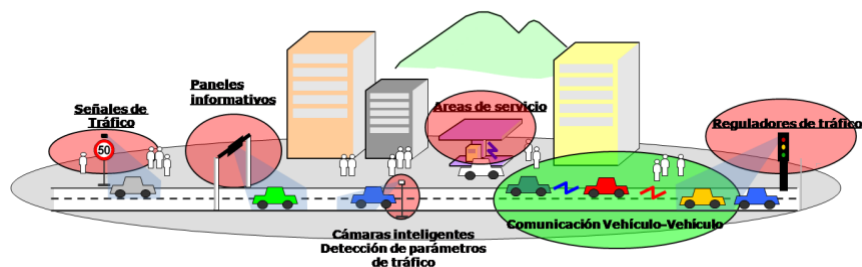 Señales de
Tráfico
50
Paneles
informativos
Areas de servicio
Reguladores de tráfico
Cámaras inteligentes
Detección de parámetros
de tráfico
Comunicación Vehículo-Vehículo